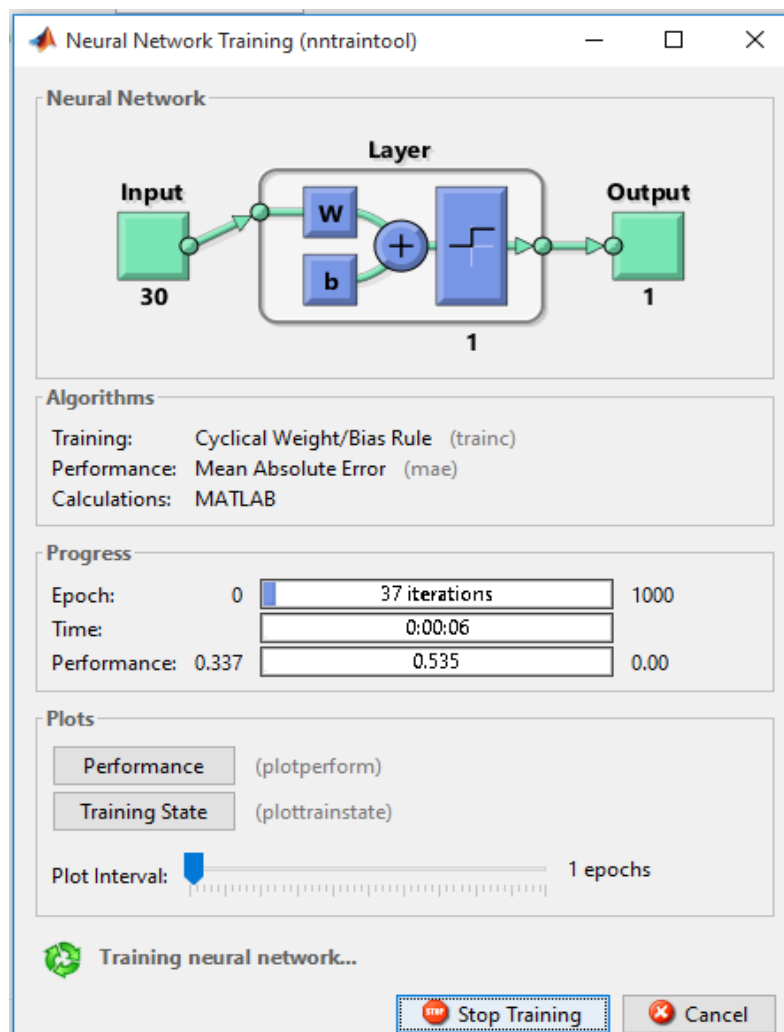 Neural Network Training (nntraintool)
Neural Network
Layer
Input
Output
W
b
30
1
1
Algorithms
Training: Cyclical Weight/Bias Rule (trainc)
Performance: Mean Absolute Error (mae)
Calculations: MATLAB
Progress
Epoch: 0 37 iterations 1000
Time: 0:00:06
Performance: 0.337 0.535 0.00
Plots
Performance (plotperform)
Training State (plottrainstate)
Plot Interval: 1 epochs
Training neural network...
STOP Stop Training Cancel